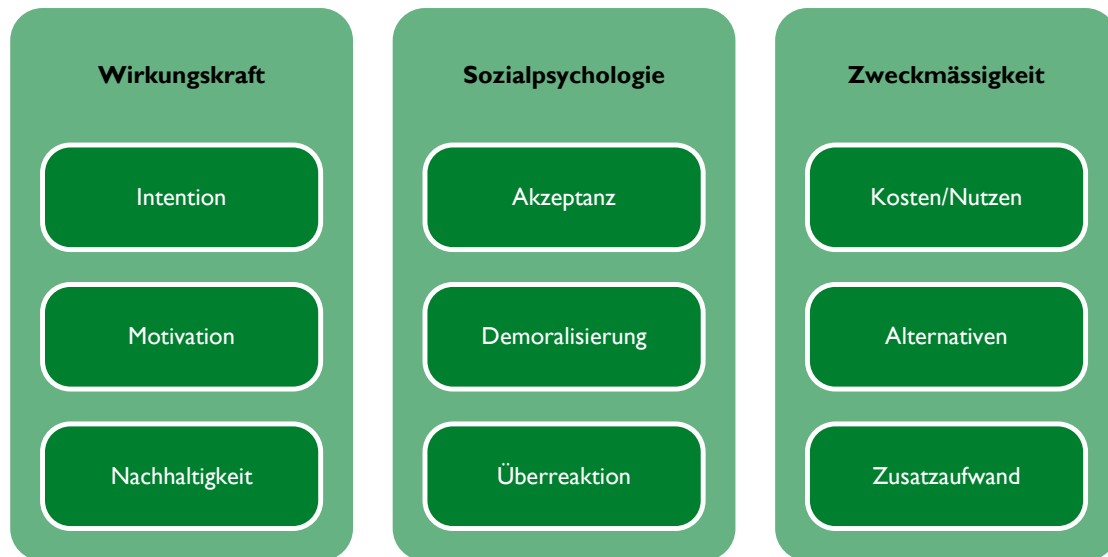 Wirkungskraft
Intention
Motivation
Nachhaltigkeit
Sozialpsychologie
Akzeptanz
Demoralisierung
Überreaktion
Zweckmässigkeit
Kosten/Nutzen
Alternativen
Zusatzaufwand